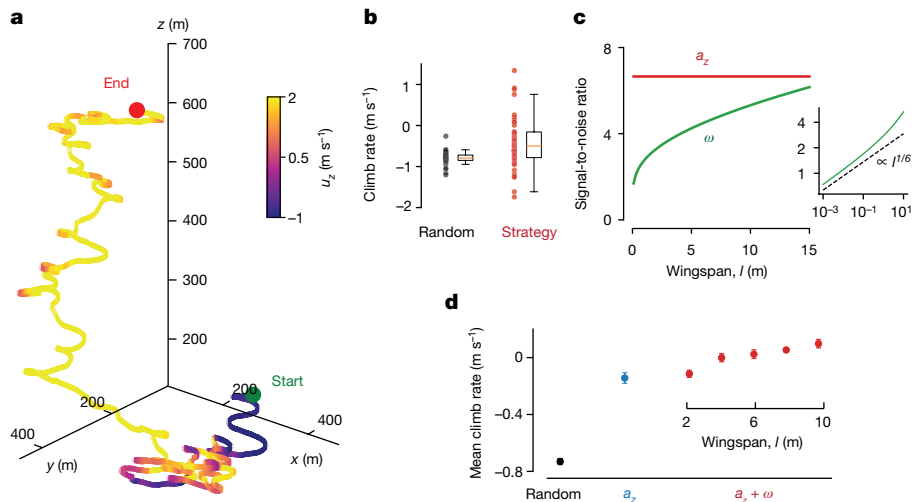 a
z (m)
700
600
500
400
300
200
End
Start
200
400
y (m)
200
400
x (m)
2
0.5
−1
u_z (m s⁻¹)
b
Climb rate (m s⁻¹)
1
0
−1
−2
Random
Strategy
c
Signal-to-noise ratio
8
4
0
a_z
ω
0
5
10
15
Wingspan, l (m)
4
2
1
∝ l^{1/6}
10⁻³
10⁻¹
10¹
d
Mean climb rate (m s⁻¹)
0
−0.4
−0.8
2
4
6
8
10
Wingspan, l (m)
Random
a_z
a_z + ω